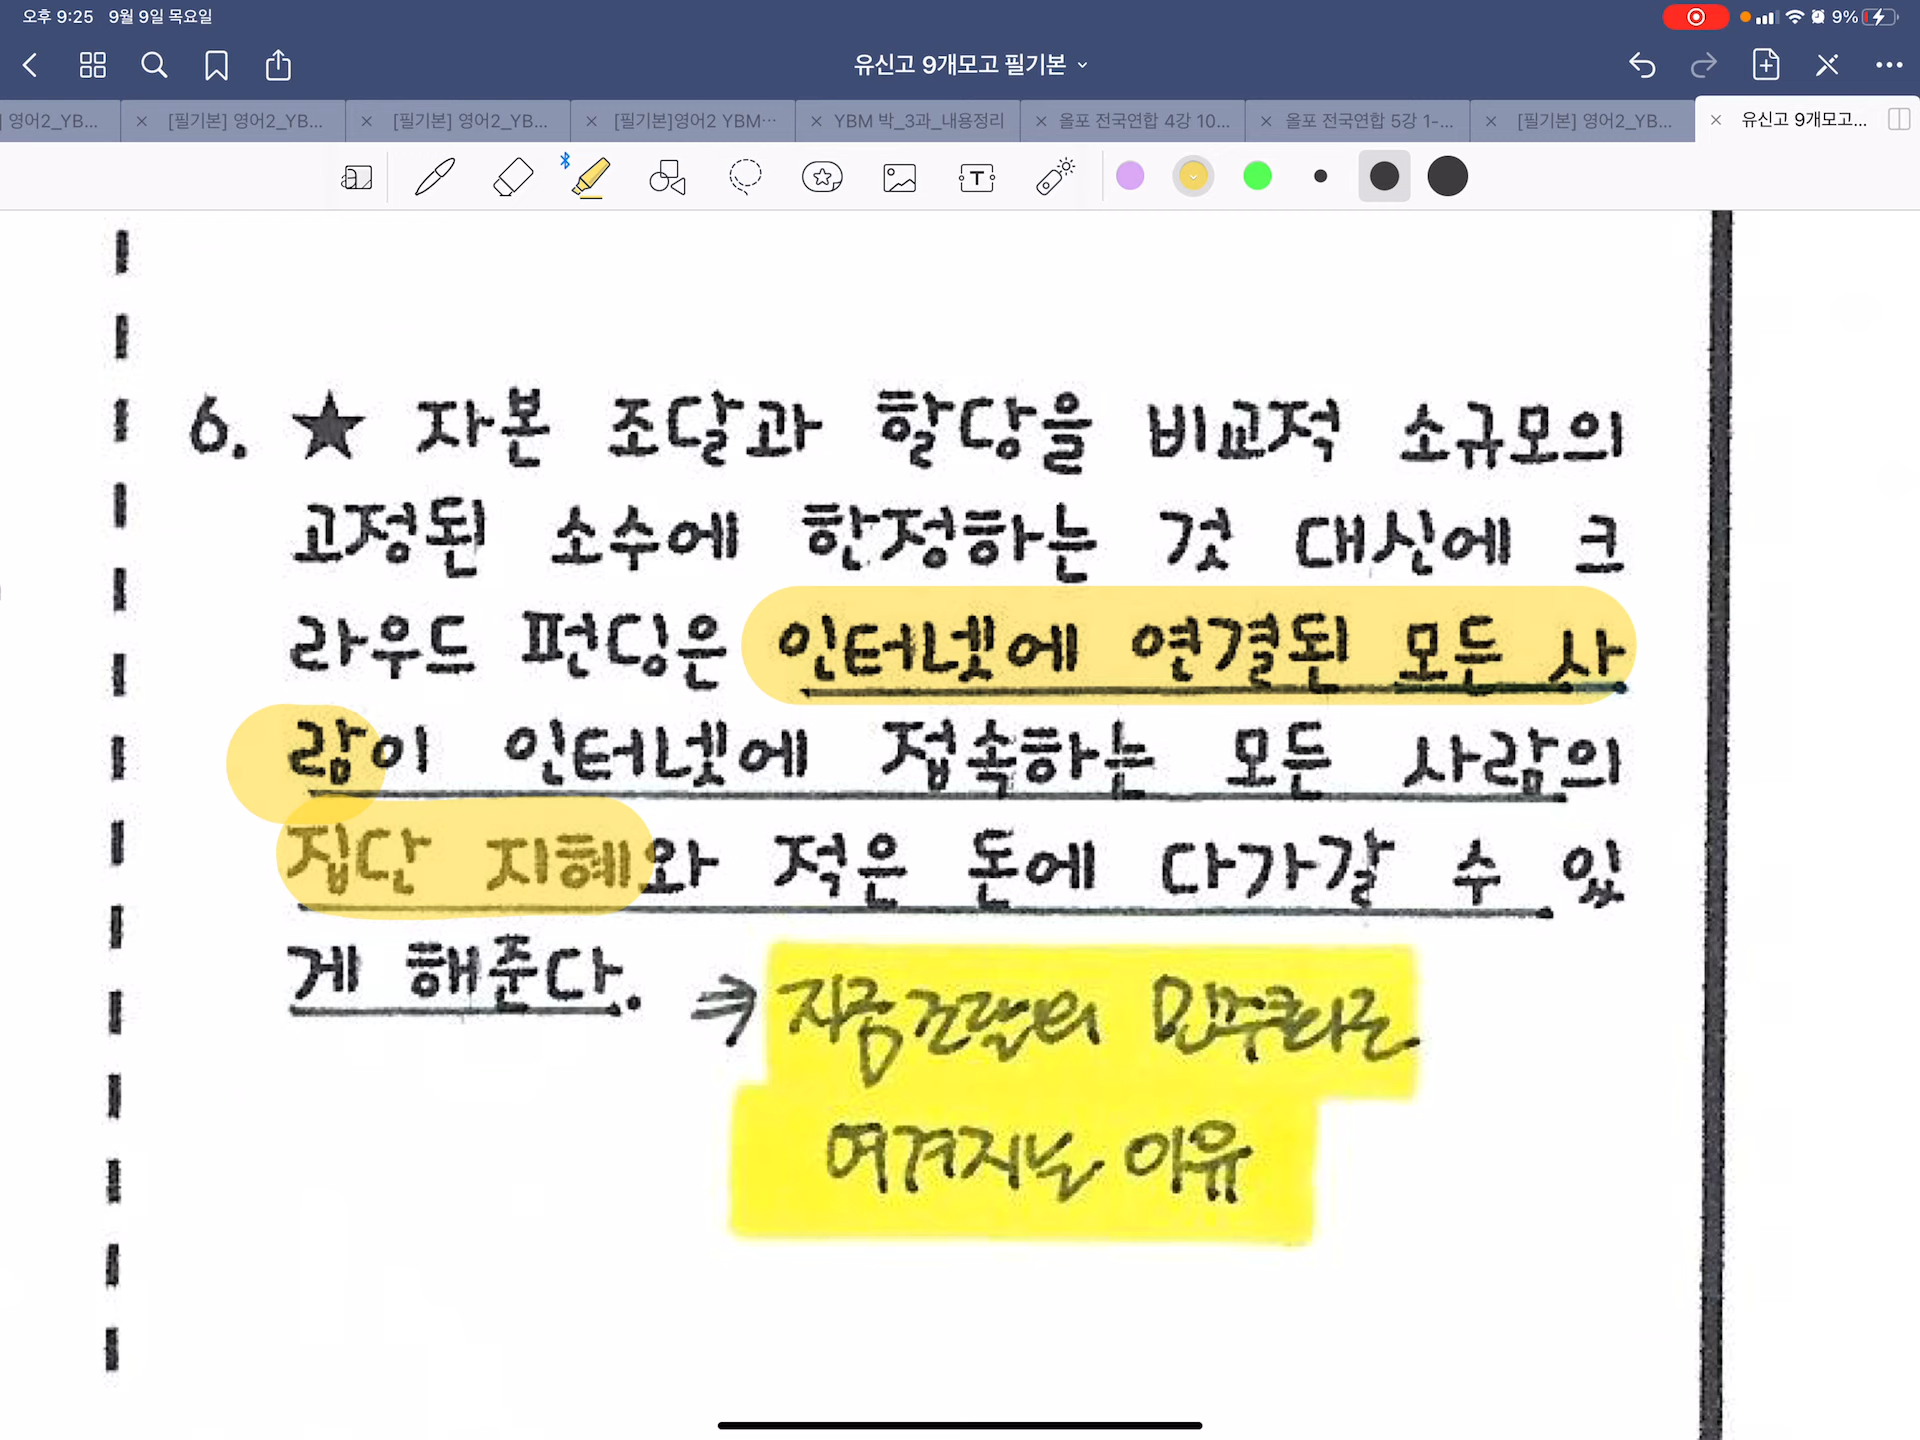 오후 9:25 9월 9일 목요일
9%
유신고 9개모고 필기본
영어2_YB...
[필기본] 영어2_YB...
[필기본] 영어2_YB...
[필기본]영어2 YBM...
YBM 박_3과_내용정리
올포 전국연합 4강 10...
올포 전국연합 5강 1-...
[필기본] 영어2_YB...
유신고 9개모고...
6. ★ 자본 조달과 할당을 비교적 소규모의
고정된 소수에 한정하는 것 대신에 크
라우드 펀딩은 인터넷에 연결된 모든 사
람이 인터넷에 접속하는 모든 사람의
집단 지혜와 적은 돈에 다가갈 수 있
게 해준다. ⇒ 자금조달의 민주화로
여겨지는 이유